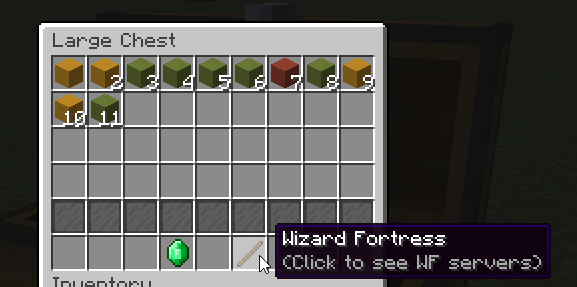 Large Chest
2 3 4 5 6 7 8 9
10 11
Wizard Fortress
(Click to see WF servers)
Inventory